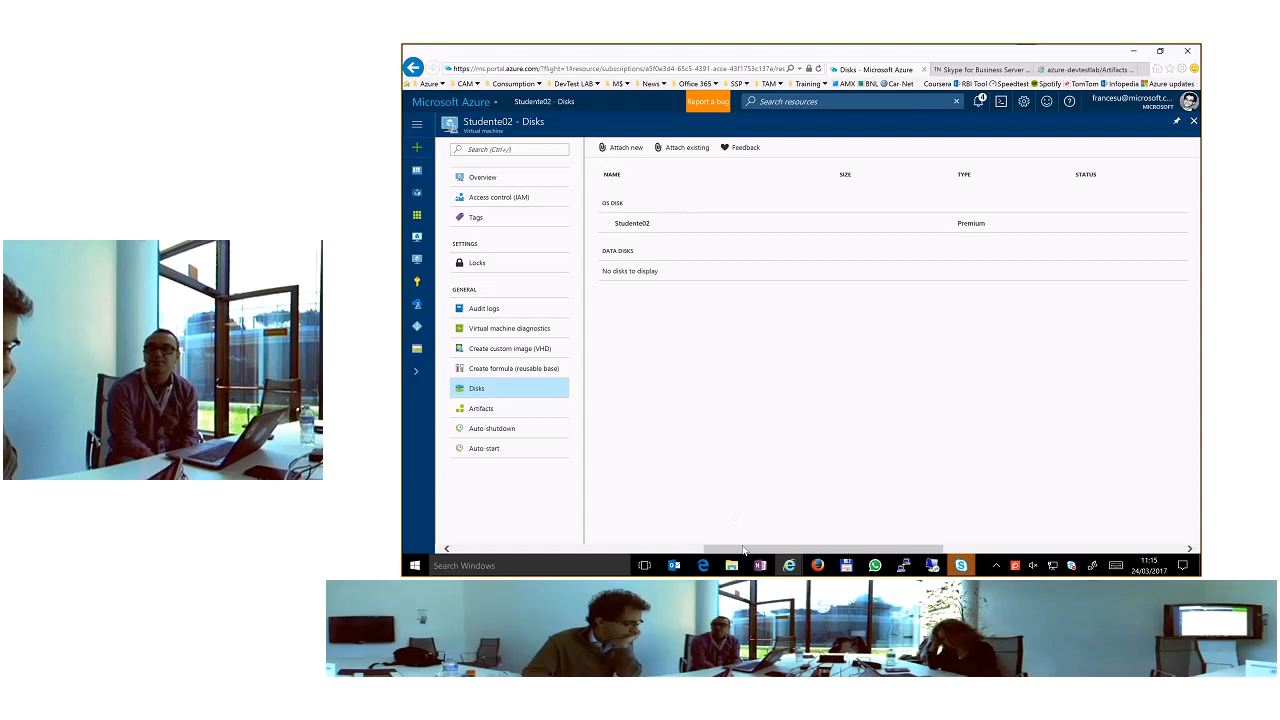 https://ms.portal.azure.com/?flight=1#resource/subscriptions/a5f0e3d4-65c5-4391-acce-43f1753c137e/res
Disks - Microsoft Azure
Skype for Business Server ...
azure-devtestlab/Artifacts ...
Azure CAM Consumption DevTest LAB M$ News Office 365 SSP TAM Training AMX BNL Car-Net Coursera RBI Tool Speedtest Spotify TomTom Infopedia Azure updates
Microsoft Azure Studente02 - Disks Report a bug Search resources 4 francesu@microsoft.c...
MICROSOFT
Studente02 - Disks
Virtual machine
Search (Ctrl+/)
Overview
Access control (IAM)
Tags
SETTINGS
Locks
GENERAL
Audit logs
Virtual machine diagnostics
Create custom image (VHD)
Create formula (reusable base)
Disks
Artifacts
Auto-shutdown
Auto-start
Attach new Attach existing Feedback
NAME SIZE TYPE STATUS
OS DISK
Studente02 Premium
DATA DISKS
No disks to display
Search Windows
11:15
24/03/2017